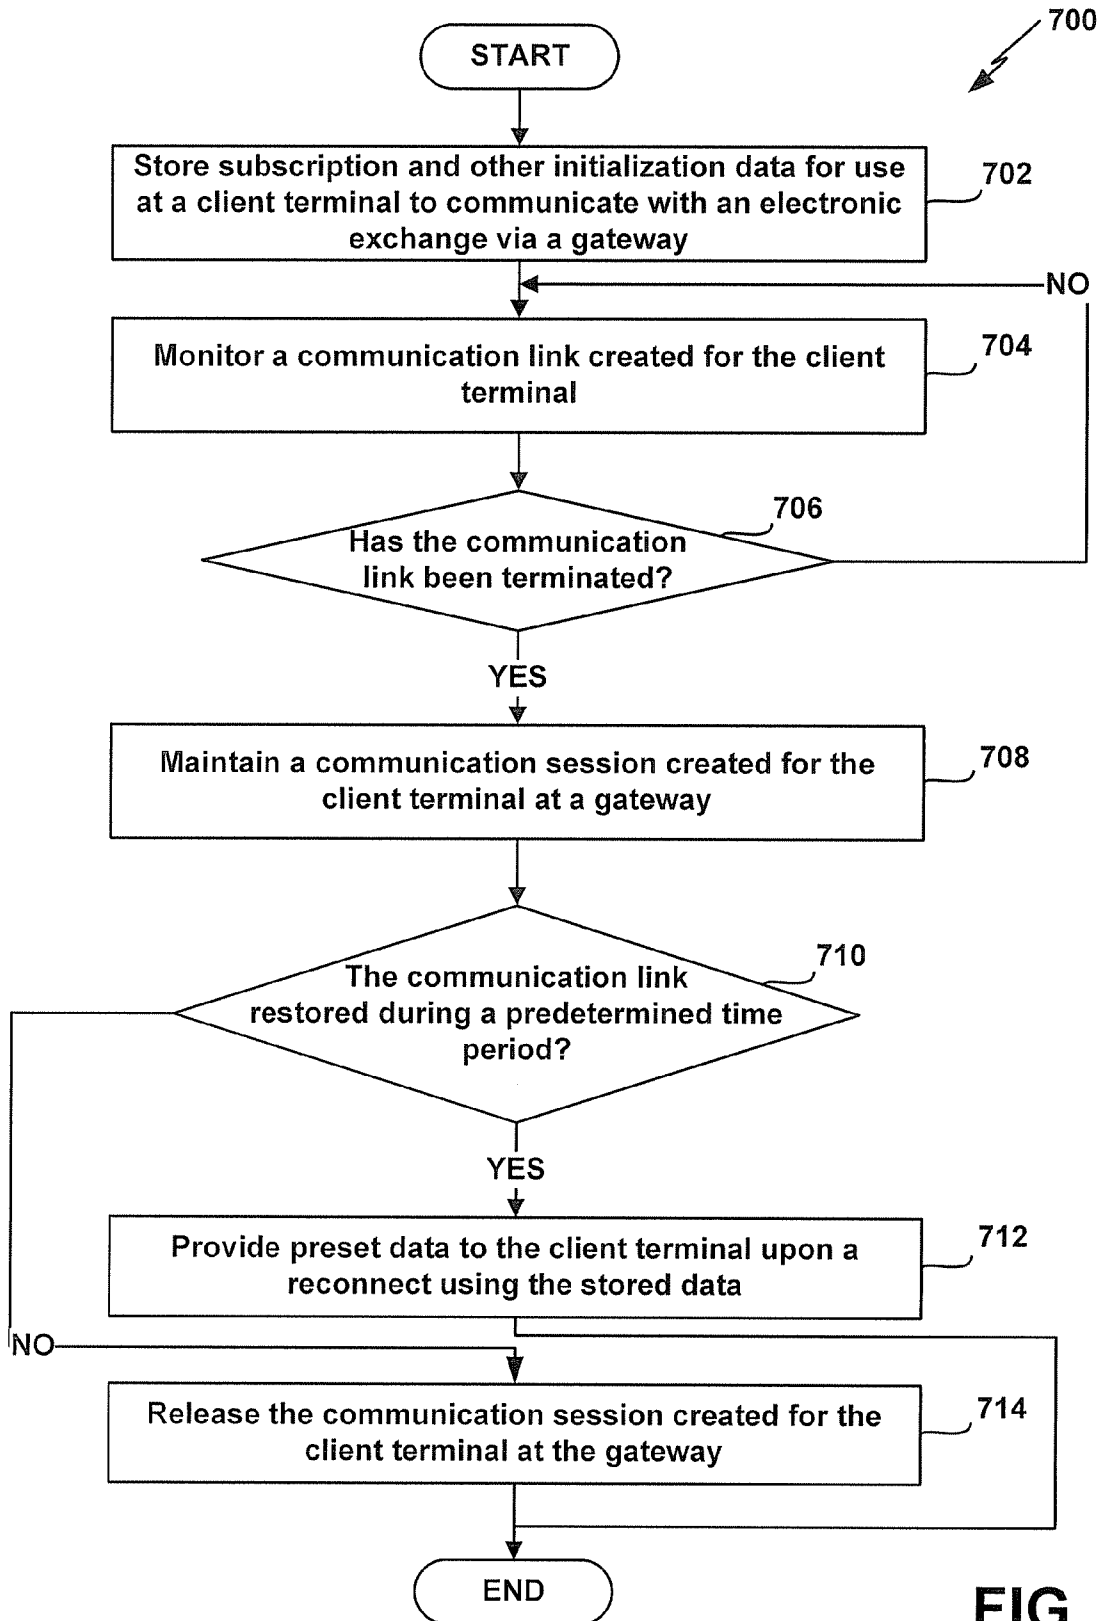 700
START
Store subscription and other initialization data for use
at a client terminal to communicate with an electronic
exchange via a gateway
702
NO
Monitor a communication link created for the client
terminal
704
706
Has the communication
link been terminated?
YES
Maintain a communication session created for the
client terminal at a gateway
708
710
The communication link
restored during a predetermined time
period?
YES
Provide preset data to the client terminal upon a
reconnect using the stored data
712
NO
Release the communication session created for the
client terminal at the gateway
714
END
FIG